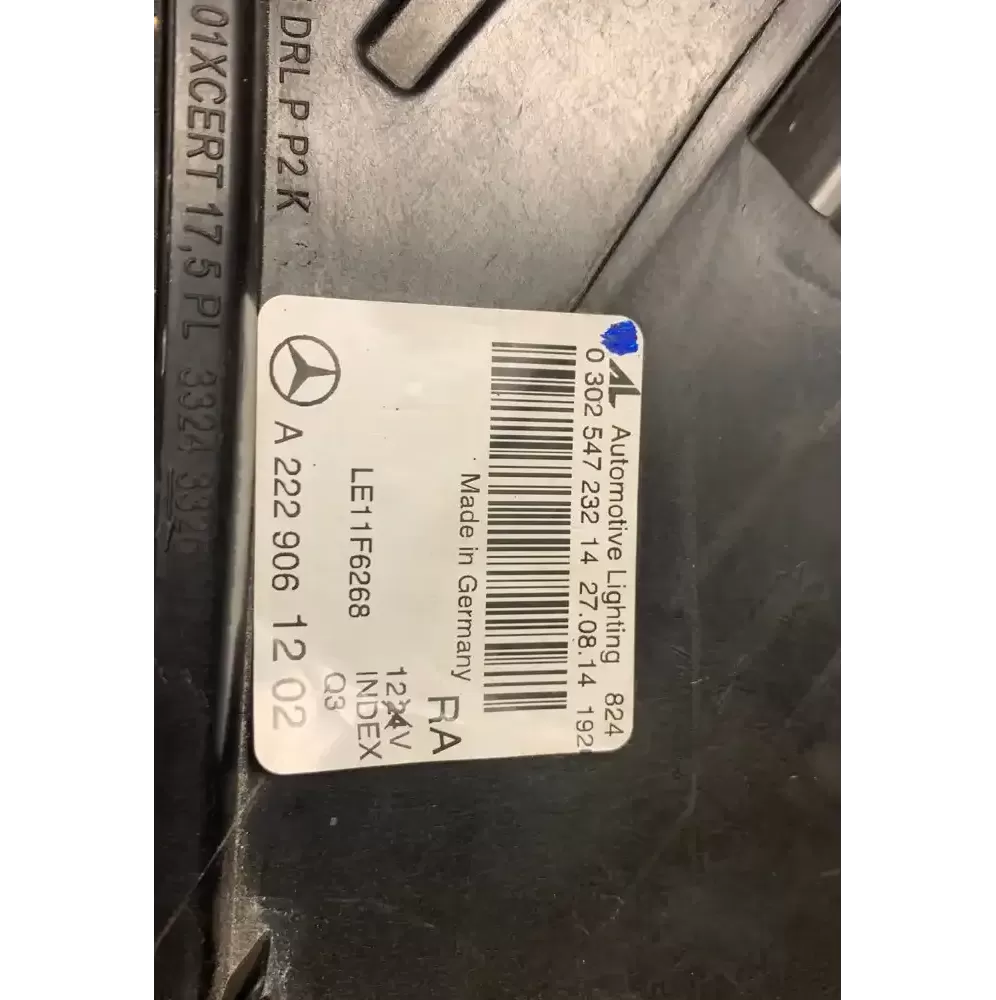 AL Automotive Lighting 824
0 302 547 232 14 27.08.14
Made in Germany RA
12V
LE11F6268 INDEX
Q3
A 222 906 12 02
DRL P P2 K
01XCERT 17,5 PL 3324 3326